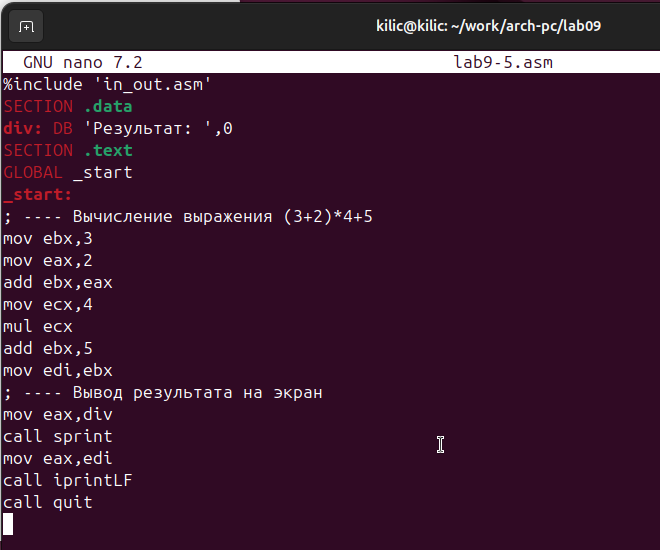 kilic@kilic: ~/work/arch-pc/lab09
GNU nano 7.2 lab9-5.asm
%include 'in_out.asm'
SECTION .data
div: DB 'Результат: ',0
SECTION .text
GLOBAL _start
_start:
; ---- Вычисление выражения (3+2)*4+5
mov ebx,3
mov eax,2
add ebx,eax
mov ecx,4
mul ecx
add ebx,5
mov edi,ebx
; ---- Вывод результата на экран
mov eax,div
call sprint
mov eax,edi
call iprintLF
call quit